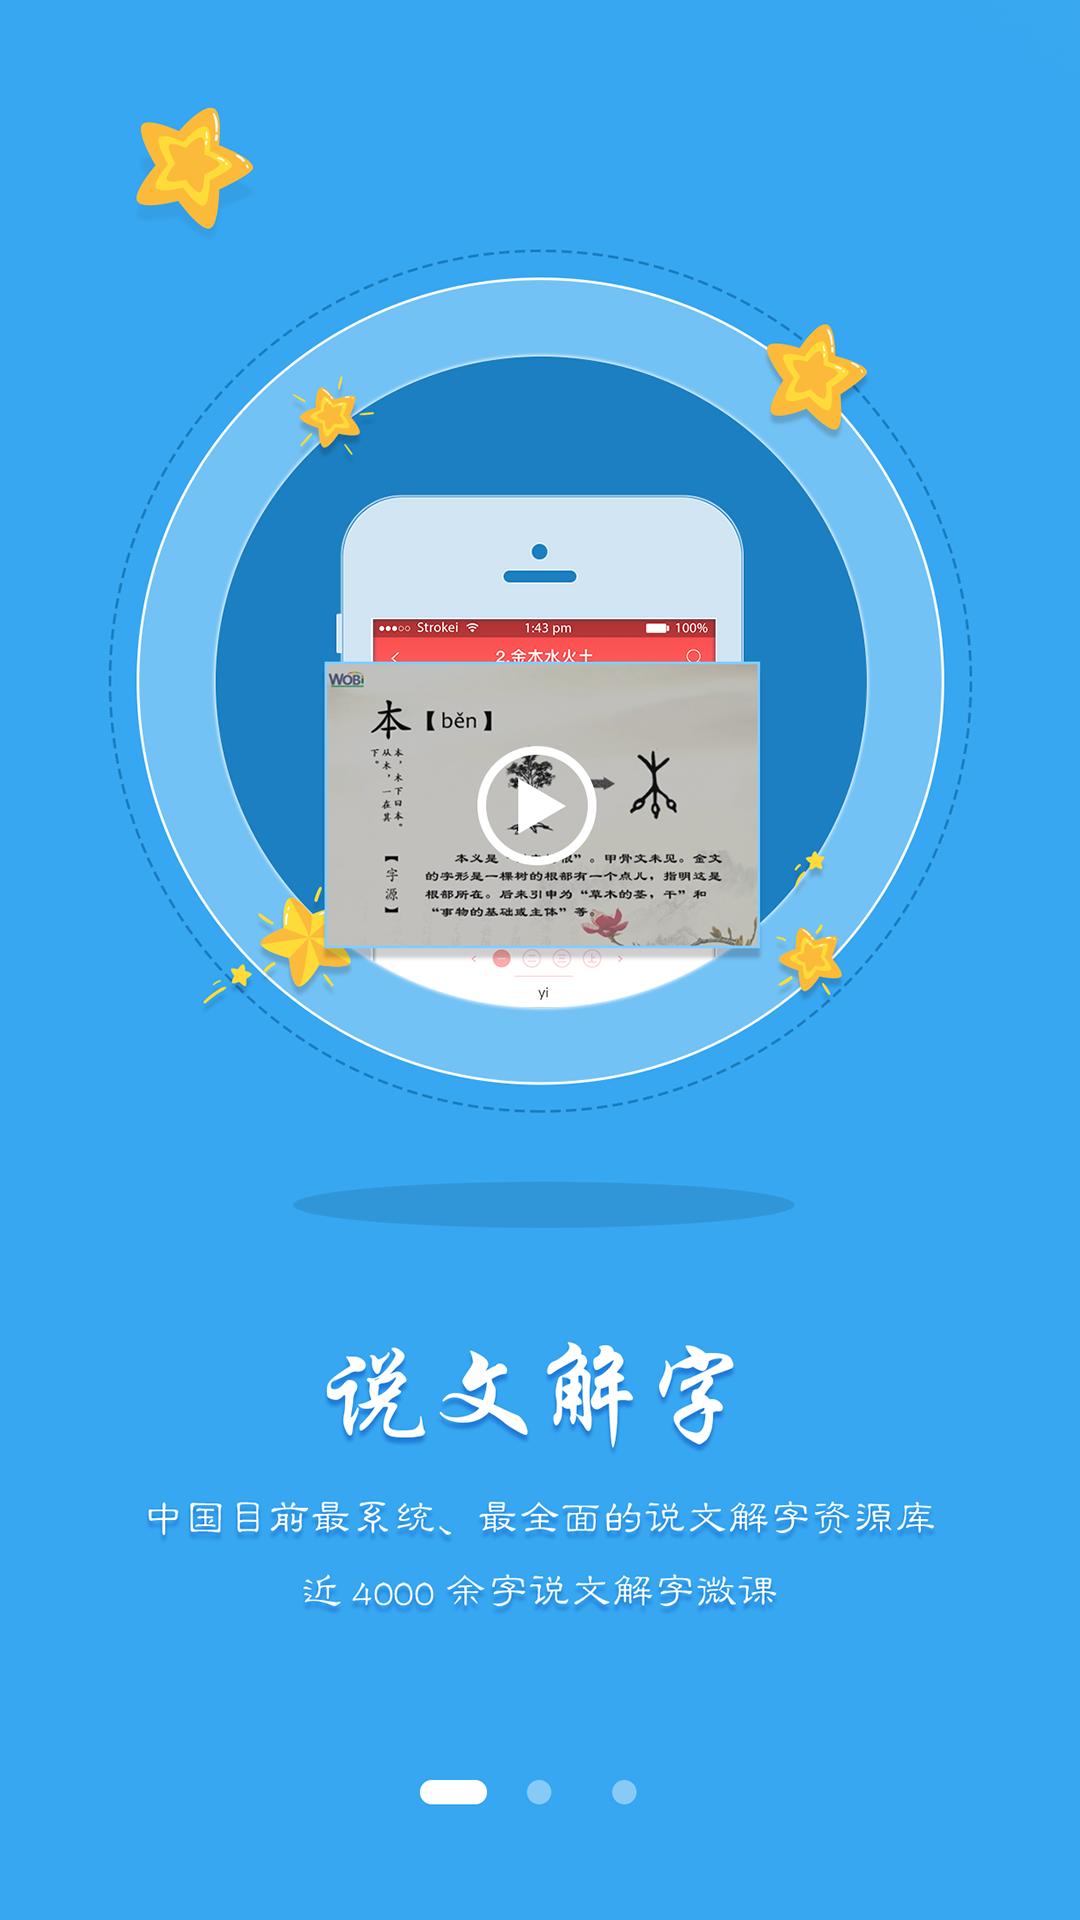 Strokei 1:43 pm 100%
2.金木水火土
WOBi
本【běn】
本，木下曰本。
从木，一在其
下。
【字源】
本义是 。甲骨文未见。金文
的字形是一棵树的根部有一个点儿，指明这是
根部所在。后来引申为“草木的茎，干”和
“事物的基础或主体”等。
一 二 三 上
yi
说文解字
中国目前最系统、最全面的说文解字资源库
近 4000 余字说文解字微课